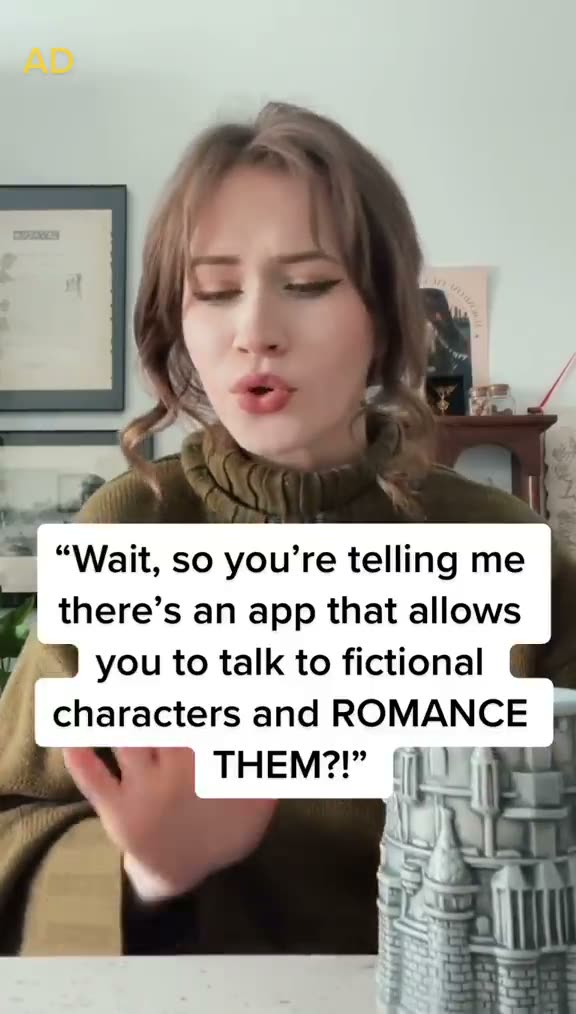 AD
“Wait, so you’re telling me
there’s an app that allows
you to talk to fictional
characters and ROMANCE
THEM?!”